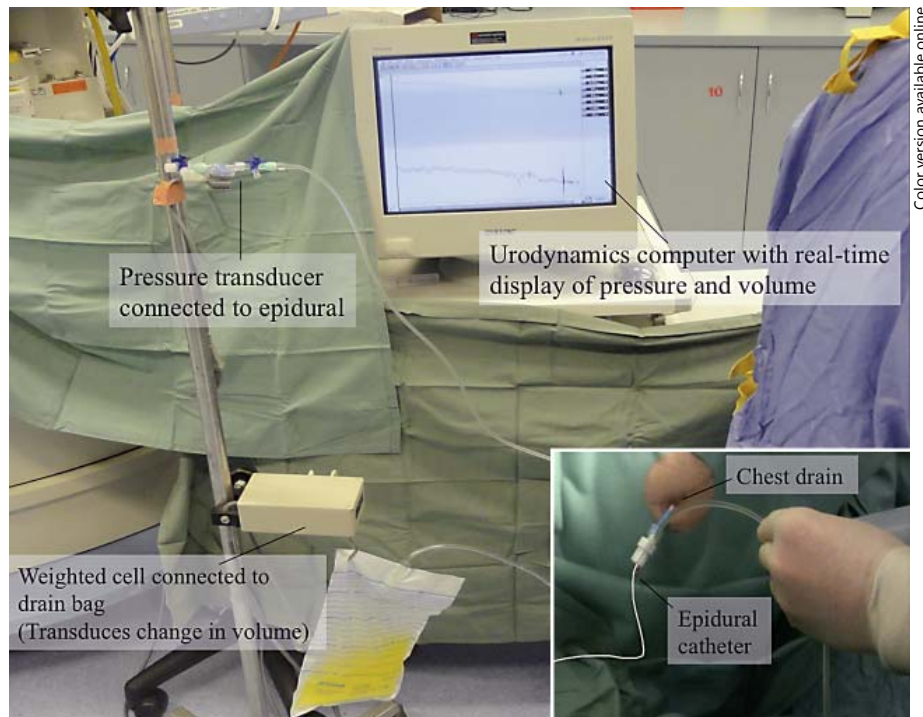 Color version available online
10
Pressure transducer
connected to epidural
Urodynamics computer with real-time
display of pressure and volume
Chest drain
Weighted cell connected to
drain bag
(Transduces change in volume)
Epidural
catheter